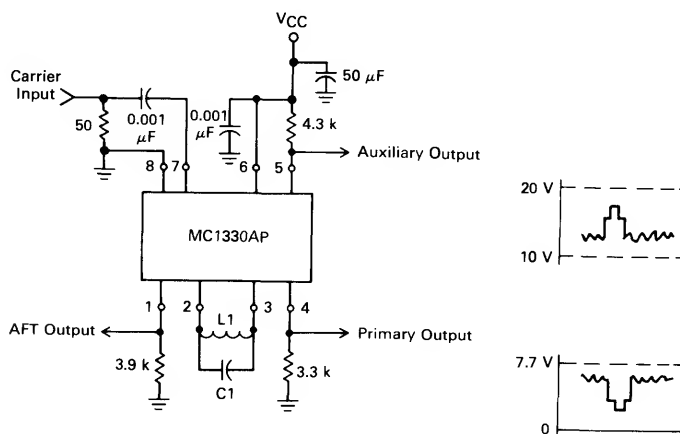 VCC
50 μF
Carrier
Input
0.001
μF
50
0.001
μF
4.3 k
Auxiliary Output
8 7 6 5
MC1330AP
1 2 3 4
L1
AFT Output
Primary Output
3.9 k
C1
3.3 k
20 V
10 V
7.7 V
0